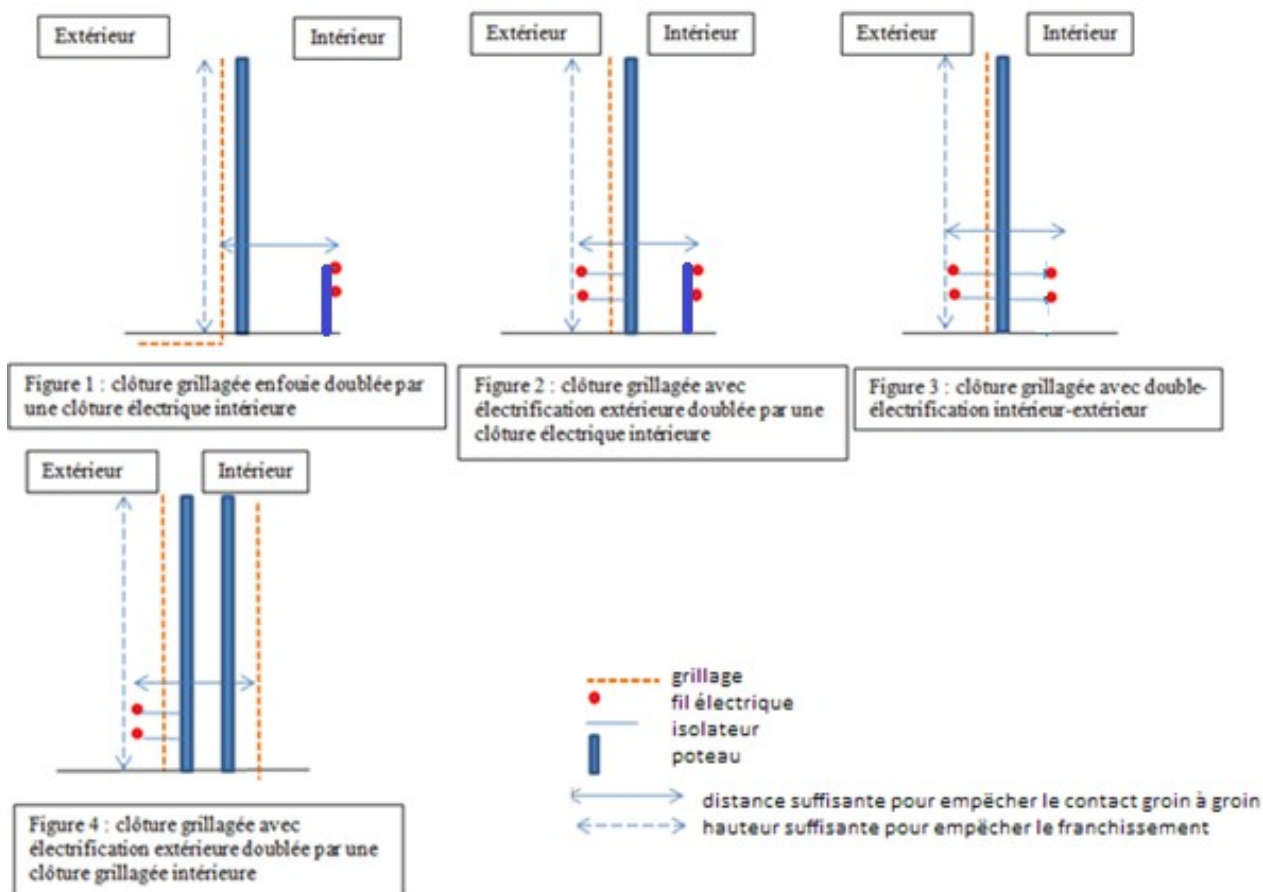 Extérieur
Intérieur
Extérieur
Intérieur
Extérieur
Intérieur
Figure 1 : clôture grillagée enfouie doublée par
une clôture électrique intérieure
Figure 2 : clôture grillagée avec
électrification extérieure doublée par une
clôture électrique intérieure
Figure 3 : clôture grillagée avec double-
électrification intérieur-extérieur
Extérieur
Intérieur
Figure 4 : clôture grillagée avec
électrification extérieure doublée par une
clôture grillagée intérieure
grillage
fil électrique
isolateur
poteau
distance suffisante pour empêcher le contact groin à groin
hauteur suffisante pour empêcher le franchissement